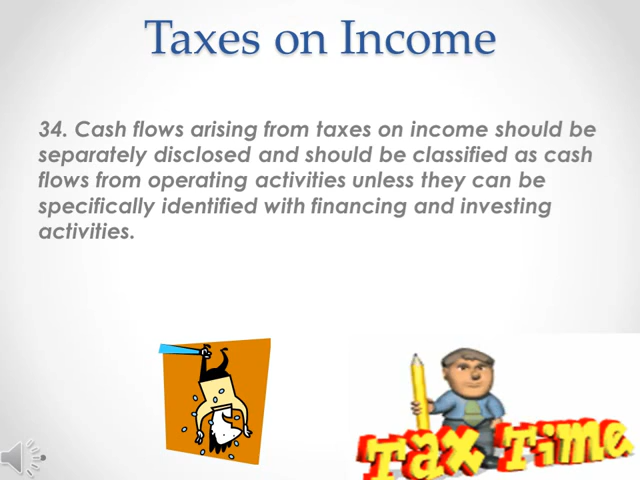 Taxes on Income
34. Cash flows arising from taxes on income should be
separately disclosed and should be classified as cash
flows from operating activities unless they can be
specifically identified with financing and investing
activities.
Tax Time